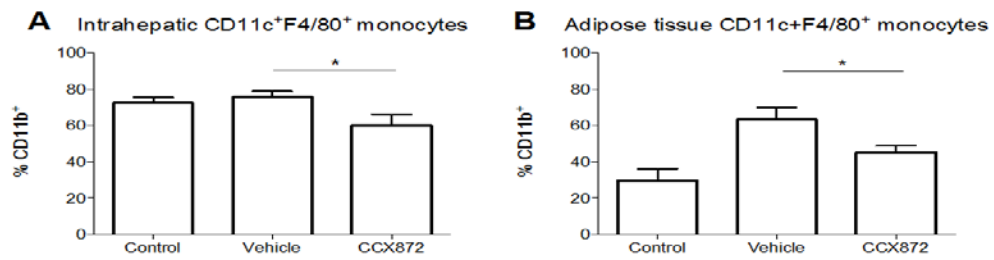 A Intrahepatic CD11c⁺F4/80⁺ monocytes
100
80
60
40
20
0
% CD11b⁺
*
Control Vehicle CCX872
B Adipose tissue CD11c+F4/80⁺ monocytes
100
80
60
40
20
0
% CD11b⁺
*
Control Vehicle CCX872